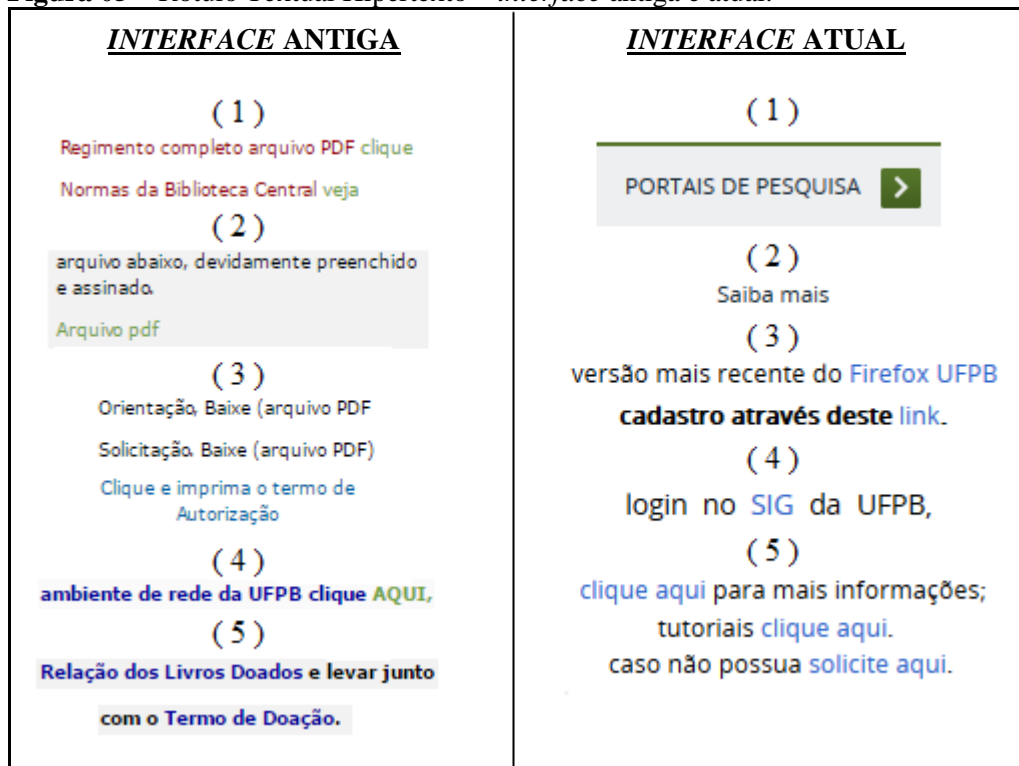 Figura Rótulo Textual Hipertexto – interface antiga e atual.
INTERFACE ANTIGA
( 1 )
Regimento completo arquivo PDF clique
Normas da Biblioteca Central veja
( 2 )
arquivo abaixo, devidamente preenchido
e assinado.
Arquivo pdf
( 3 )
Orientação, Baixe (arquivo PDF
Solicitação. Baixe (arquivo PDF)
Clique e imprima o termo de
Autorização
( 4 )
ambiente de rede da UFPB clique AQUI,
( 5 )
Relação dos Livros Doados e levar junto
com o Termo de Doação.
INTERFACE ATUAL
( 1 )
PORTAIS DE PESQUISA >
( 2 )
Saiba mais
( 3 )
versão mais recente do Firefox UFPB
cadastro através deste link.
( 4 )
login no SIG da UFPB,
( 5 )
clique aqui para mais informações;
tutoriais clique aqui.
caso não possua solicite aqui.